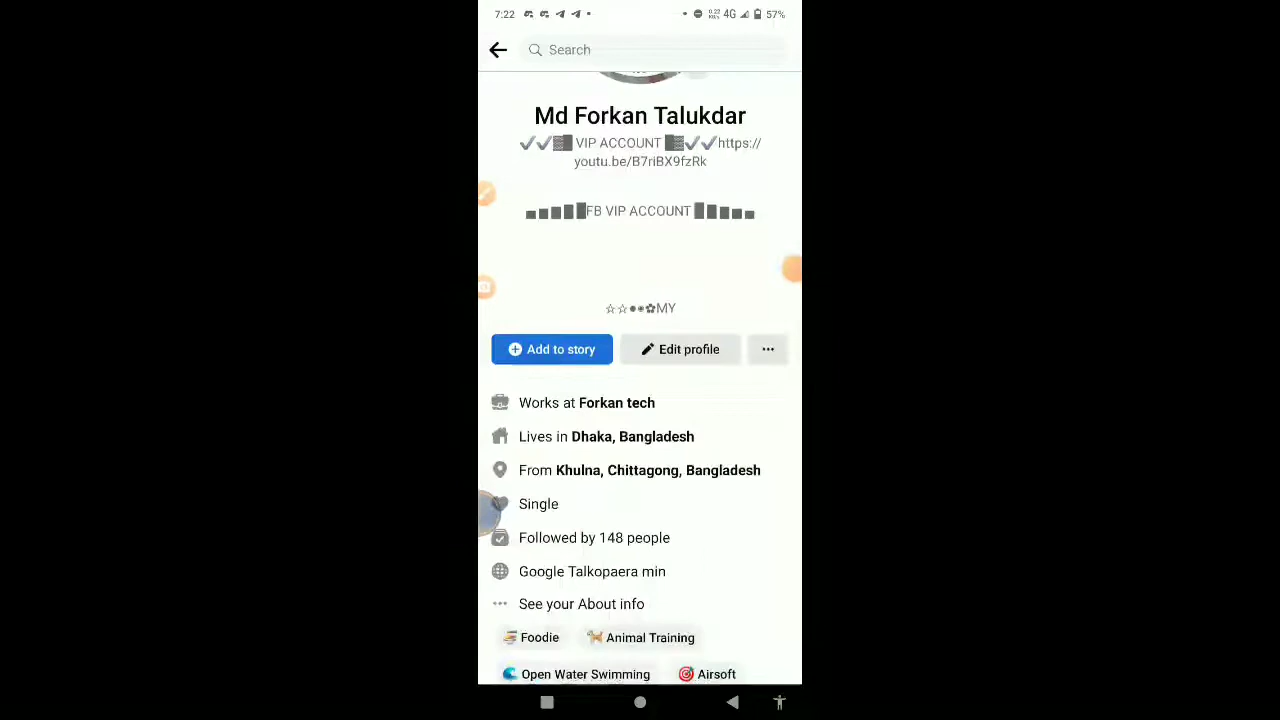 7:22
4G 57%
Search
Md Forkan Talukdar
✔✔▒▓ VIP ACCOUNT ▓▒✔✔https://
youtu.be/B7riBX9fzRk
▄▅▆▇█FB VIP ACCOUNT █▇▆▅▄
☆☆●◉✿MY
Add to story
Edit profile
Works at Forkan tech
Lives in Dhaka, Bangladesh
From Khulna, Chittagong, Bangladesh
Single
Followed by 148 people
Google Talkopaera min
See your About info
Foodie Animal Training
Open Water Swimming Airsoft